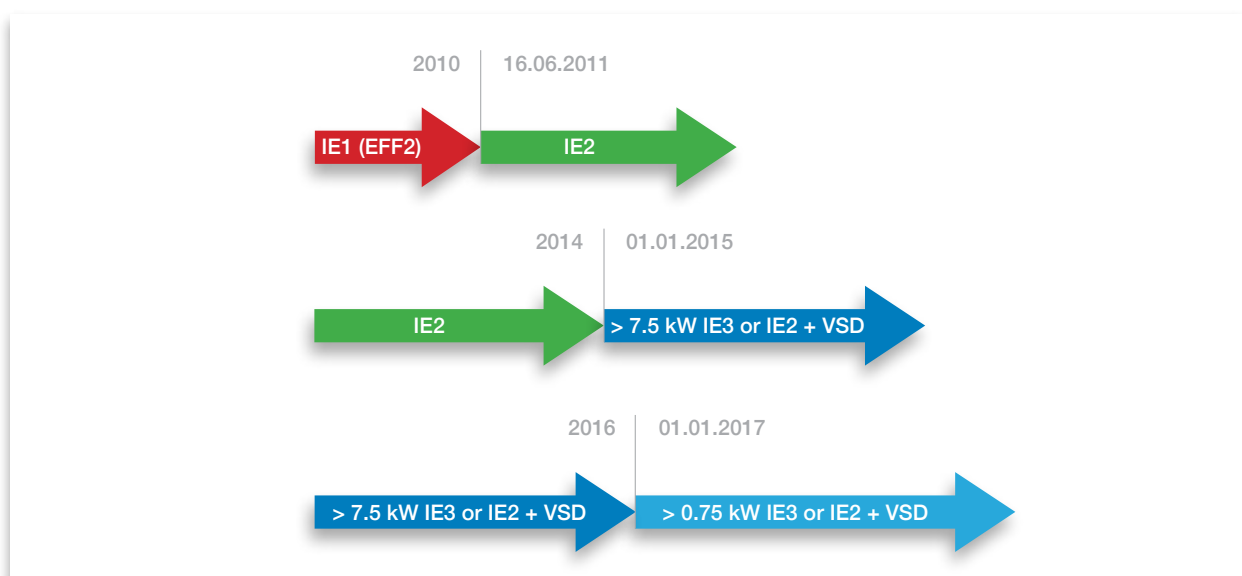 2010 16.06.2011
IE1 (EFF2) IE2
2014 01.01.2015
IE2 > 7.5 kW IE3 or IE2 + VSD
2016 01.01.2017
> 7.5 kW IE3 or IE2 + VSD > 0.75 kW IE3 or IE2 + VSD